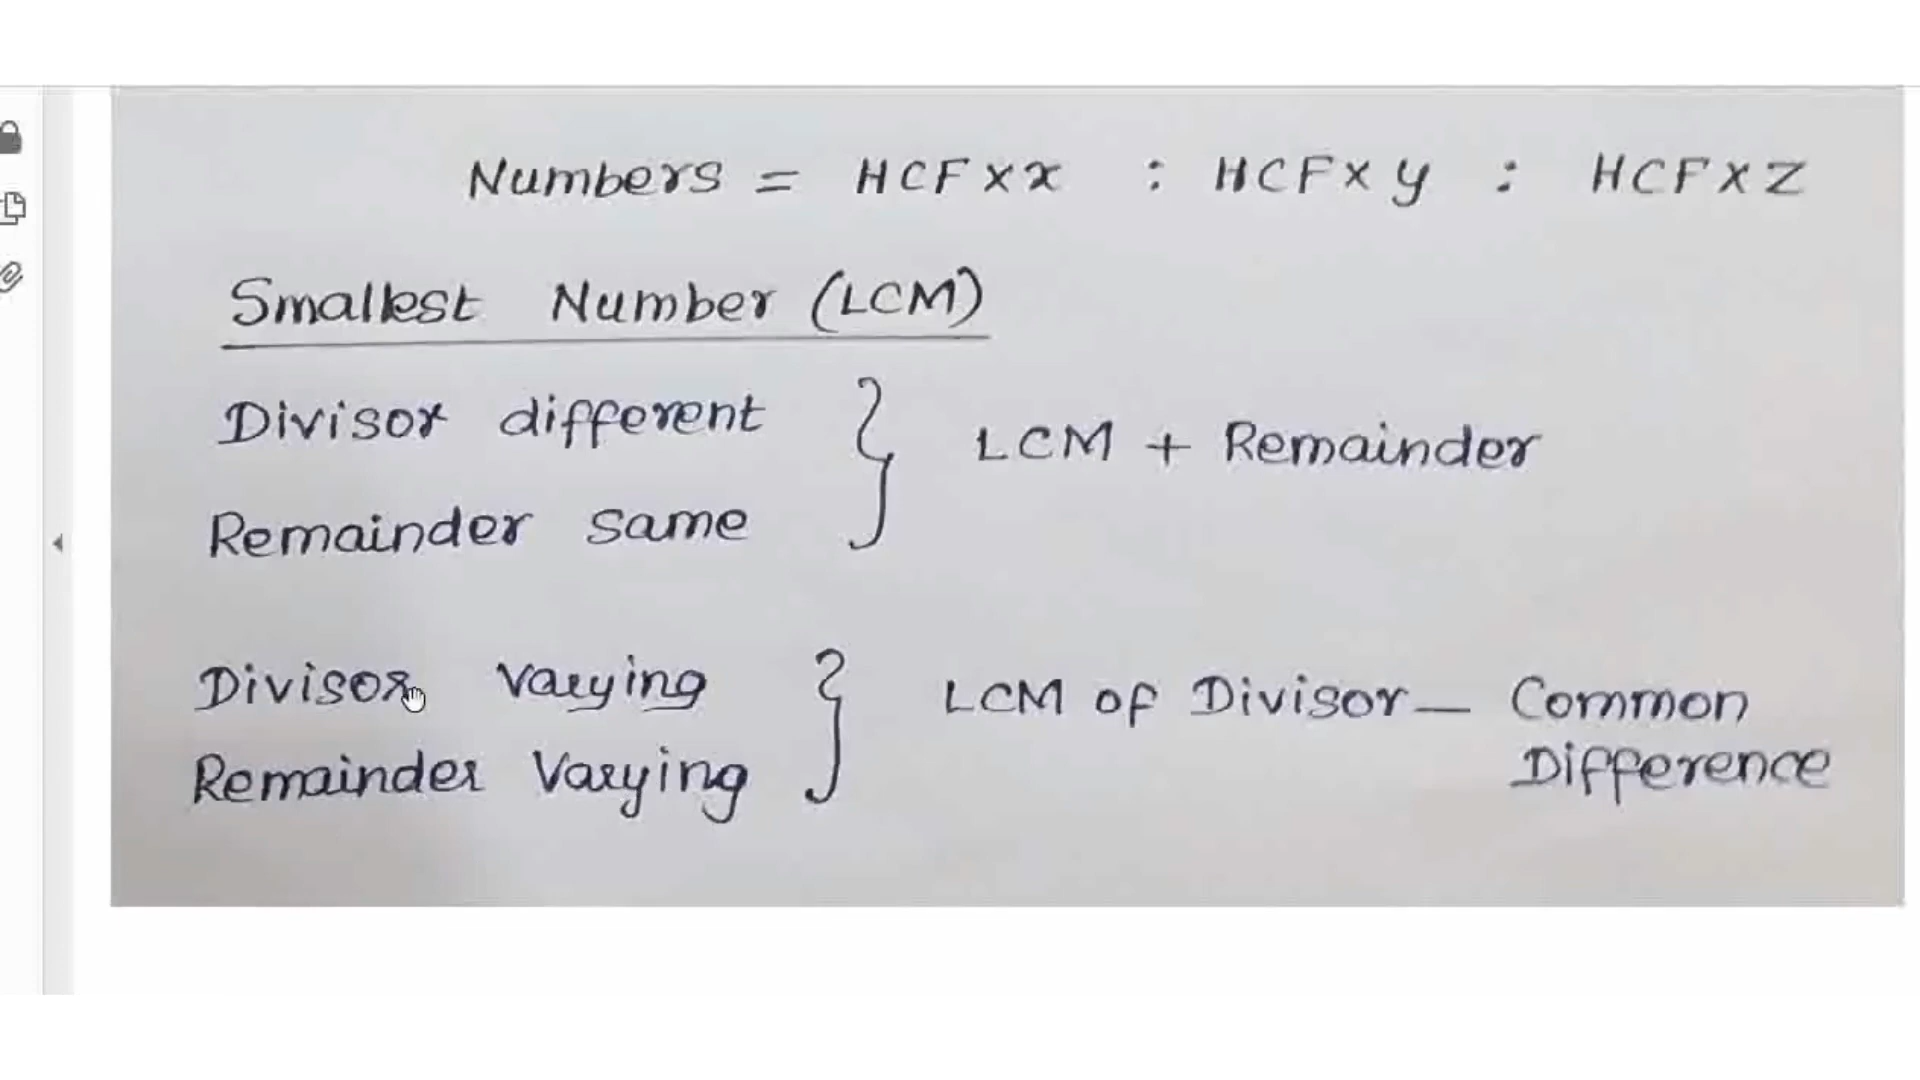 Numbers = HCF x x : HCF x y : HCF x z
Smallest Number (LCM)
Divisor different
Remainder same
} LCM + Remainder
Divisor Varying
Remainder Varying
} LCM of Divisor — Common
Difference